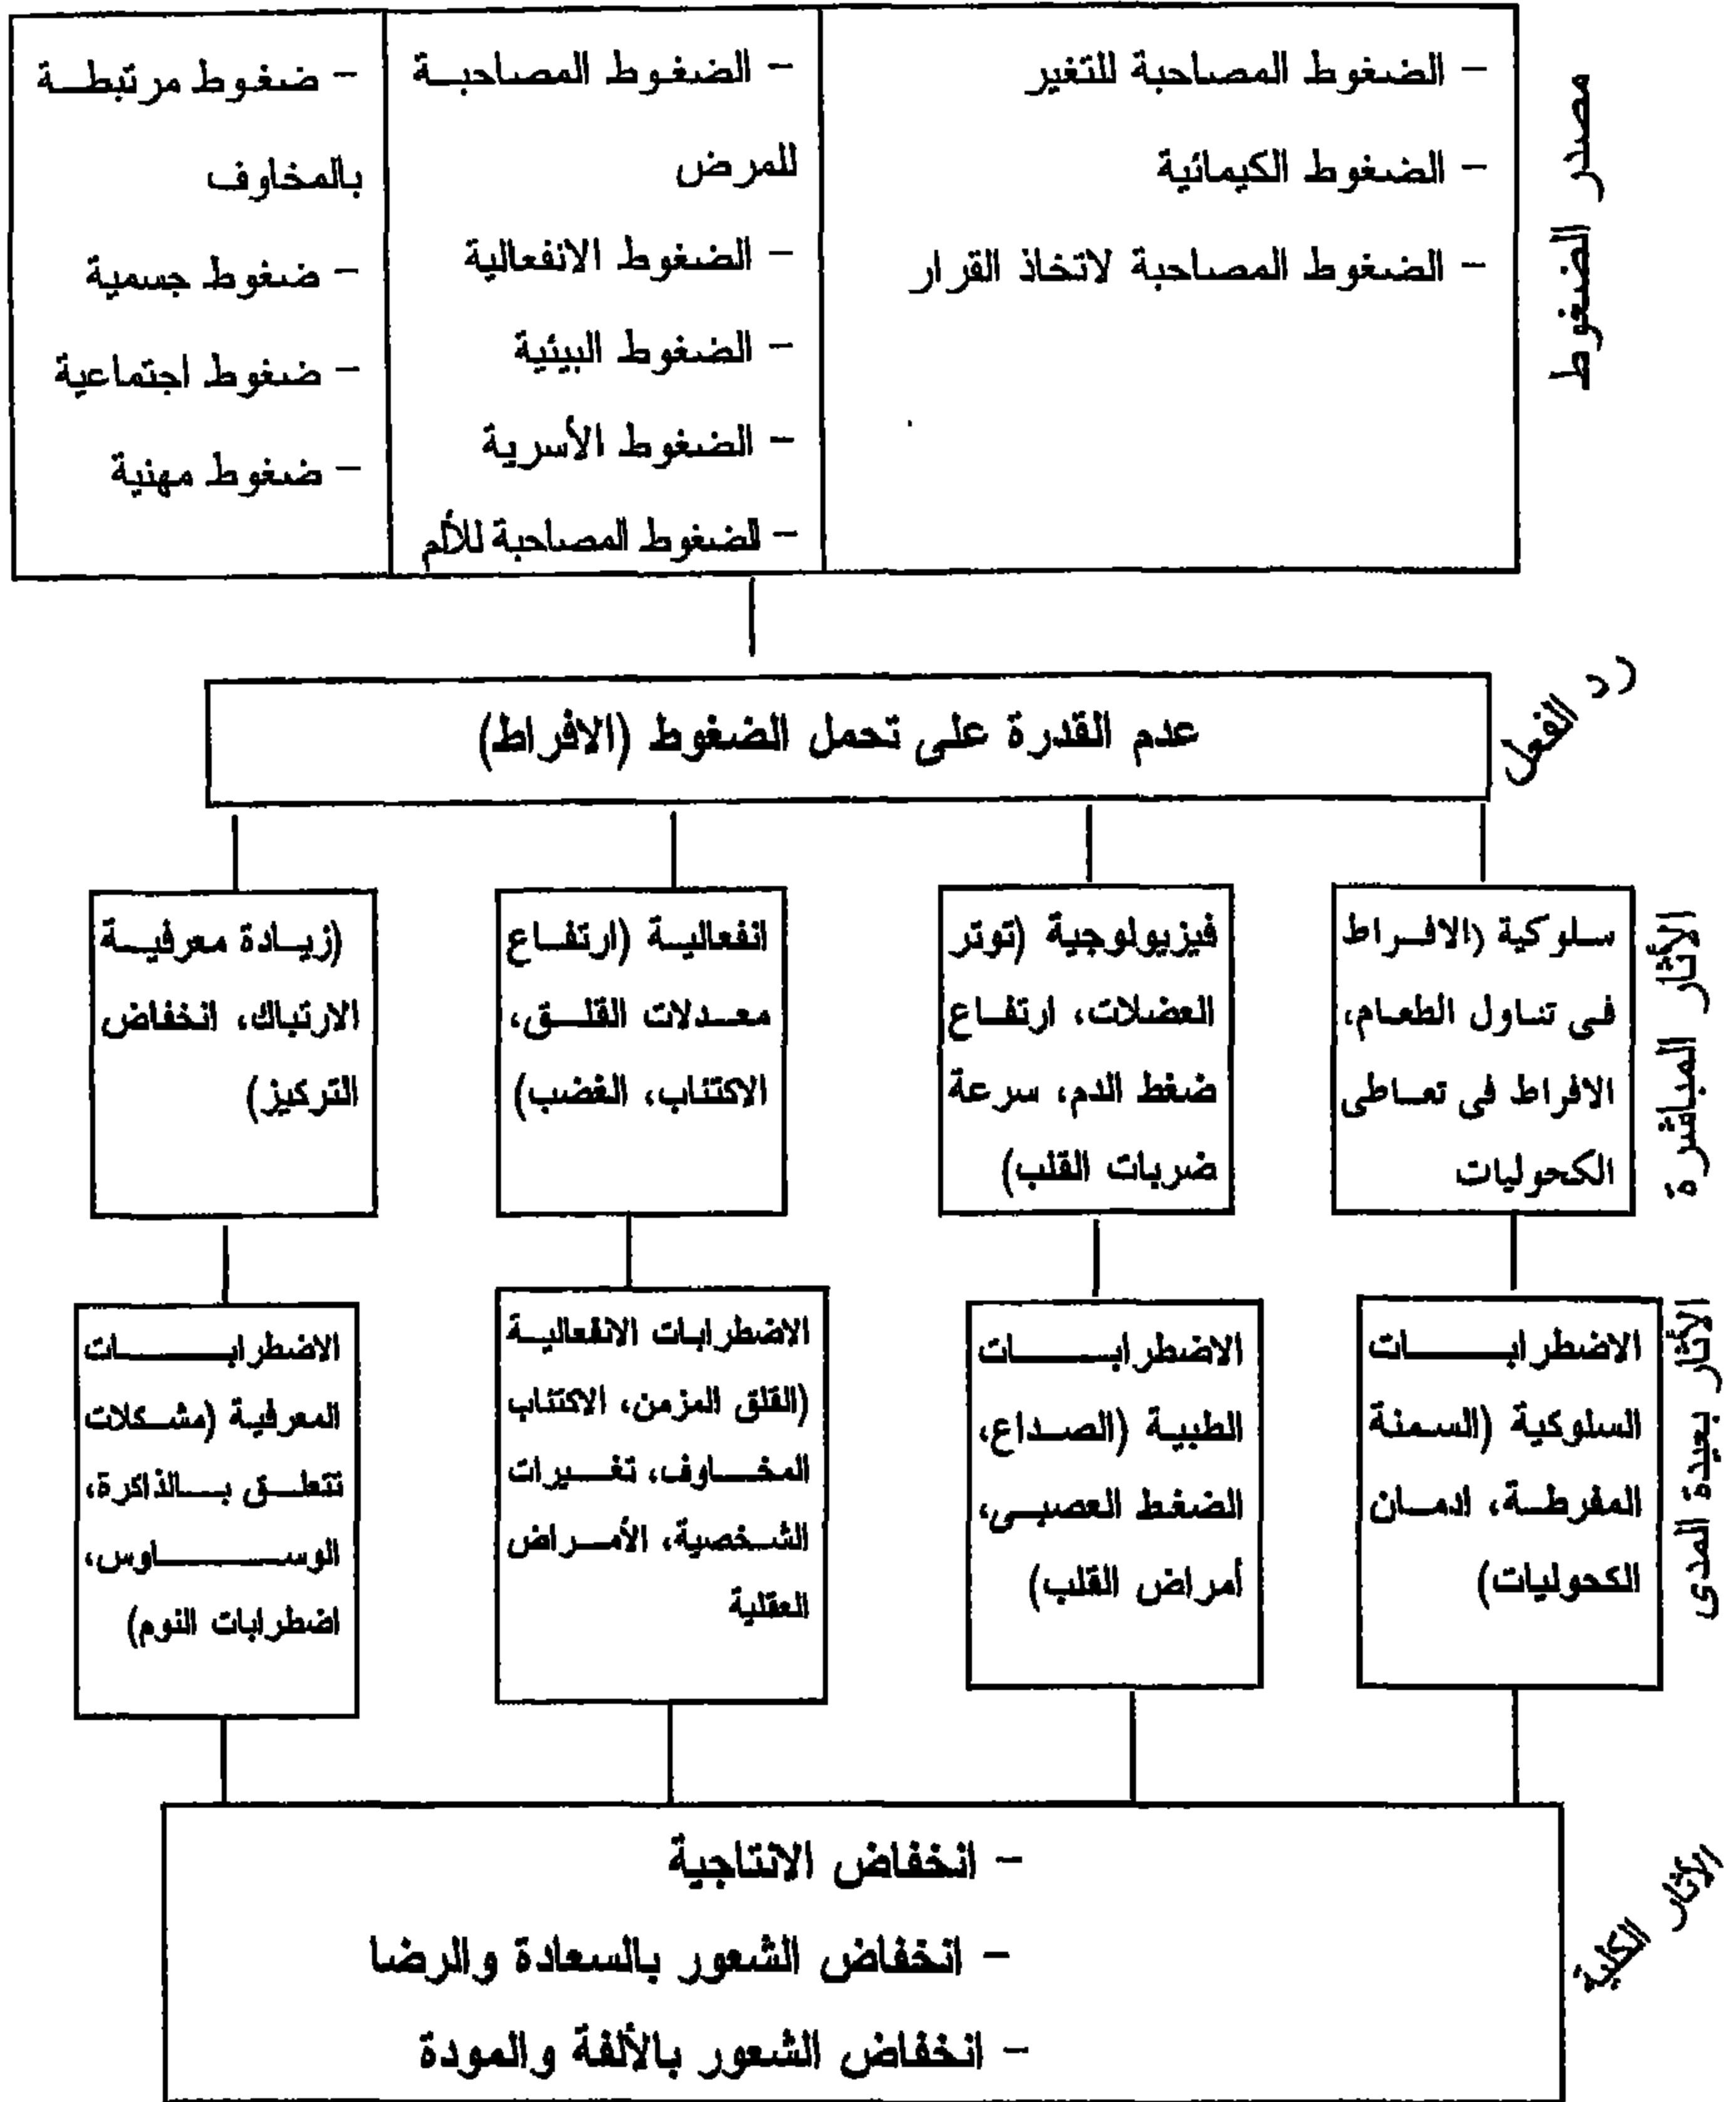 مصدر الضغوط
- الضغوط المصاحبة للتغير
- الضغوط الكيمائية
- الضغوط المصاحبة لاتخاذ القرار
- الضغوط المصاحبة
للمرض
- الضغوط الانفعالية
- الضغوط البيئية
- الضغوط الأسرية
- الضغوط المصاحبة للألم
- ضغوط مرتبطة
بالمخاوف
- ضغوط جسمية
- ضغوط اجتماعية
- ضغوط مهنية
رد الفعل
عدم القدرة على تحمل الضغوط (الافراط)
الأثار المباشرة
سلوكية (الافراط
فى تناول الطعام،
الافراط فى تعاطى
الكحوليات
فيزيولوجية (توتر
العضلات، ارتفاع
ضغط الدم، سرعة
ضربات القلب)
انفعالية (ارتفاع
معدلات القلق،
الاكتئاب، الغضب)
(زيادة معرفية
الارتباك، انخفاض
التركيز)
الأثار بعيدة المدى
الاضطرابات
السلوكية (السمنة
المفرطة، ادمان
الكحوليات)
الاضطرابات
الطبية (الصداع،
الضغط العصبى،
أمراض القلب)
الاضطرابات الانفعالية
(القلق المزمن، الاكتئاب
المخاوف، تغيرات
الشخصية، الأمراض
العقلية
الاضطرابات
المعرفية (مشكلات
تتعلق بالذاكرة،
الوساوس،
اضطرابات النوم)
الأثار الكلية
- انخفاض الانتاجية
- انخفاض الشعور بالسعادة والرضا
- انخفاض الشعور بالألفة والمودة